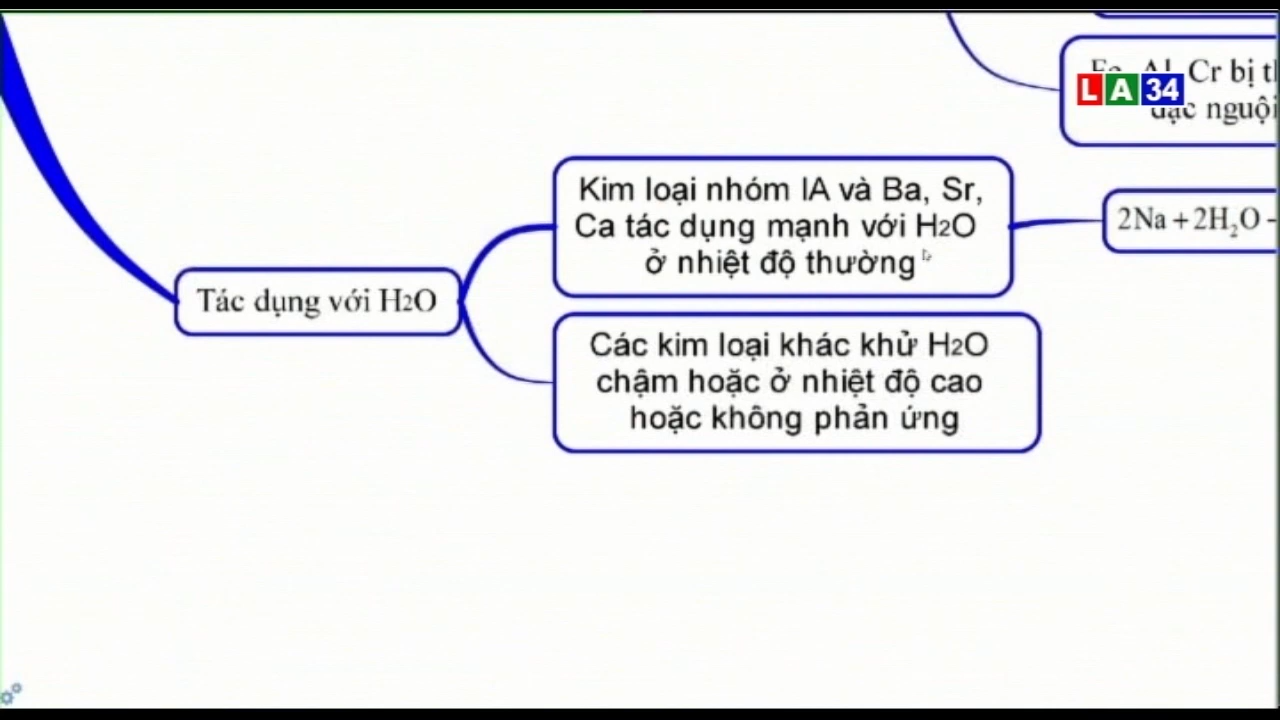 Cr bị
LA34
đặc nguội
Kim loại nhóm IA và Ba, Sr,
Ca tác dụng mạnh với H2O
ở nhiệt độ thường
2Na + 2H₂O
Tác dụng với H2O
Các kim loại khác khử H2O
chậm hoặc ở nhiệt độ cao
hoặc không phản ứng